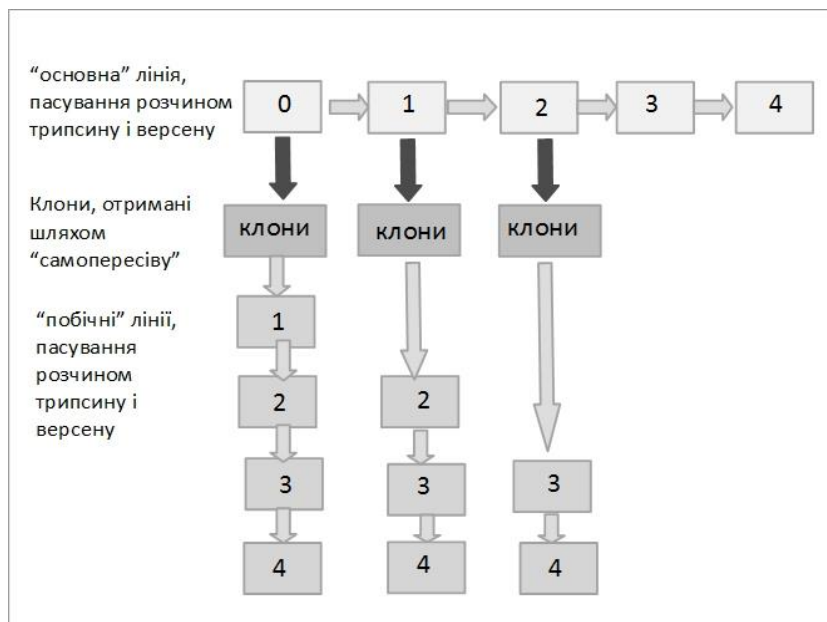 “основна” лінія,
пасування розчином
трипсину і версену
0
1
2
3
4
Клони, отримані
шляхом
“самопересіву”
клони
клони
клони
“побічні” лінії,
пасування
розчином
трипсину і
версену
1
2
2
3
3
3
4
4
4